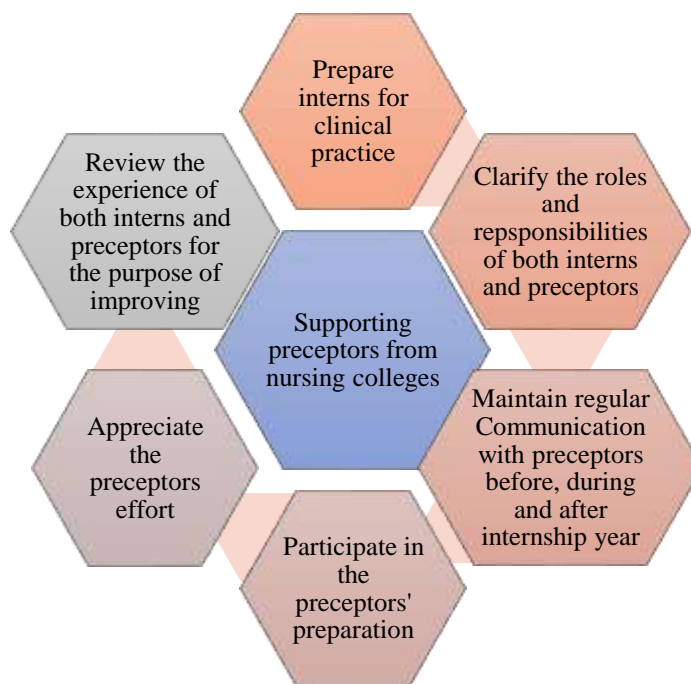 Prepare
interns for
clinical
practice
Clarify the roles
and
repsponsibilities
of both interns
and preceptors
Maintain regular
Communication
with preceptors
before, during
and after
internship year
Participate in
the
preceptors'
preparation
Appreciate
the
preceptors
effort
Review the
experience of
both interns and
preceptors for
the purpose of
improving
Supporting
preceptors from
nursing colleges